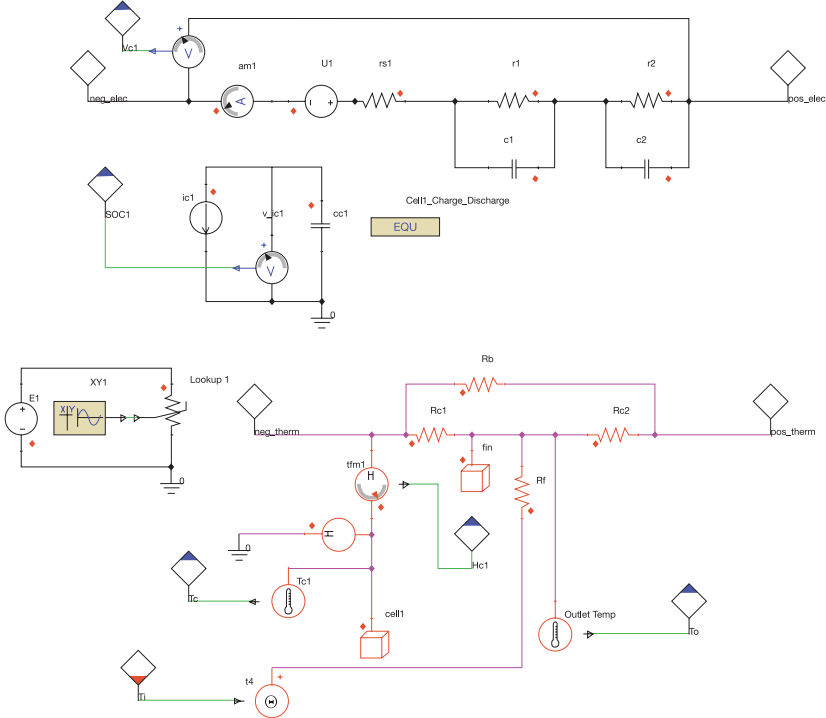 Vc1
+
V
neg_elec
am1
A
U1
- +
rs1
r1
c1
r2
c2
pos_elec
SOC1
ic1
v_ic1
+
V
cc1
0
Cell1_Charge_Discharge
EQU
E1
+
-
XY1
X Y
Lookup 1
0
neg_therm
Rb
Rc1
Rc2
pos_therm
fin
Rf
tfm1
H
H
0
Hc1
Tc
Tc1
cell1
Outlet Temp
To
Ti
t4
+
Θ